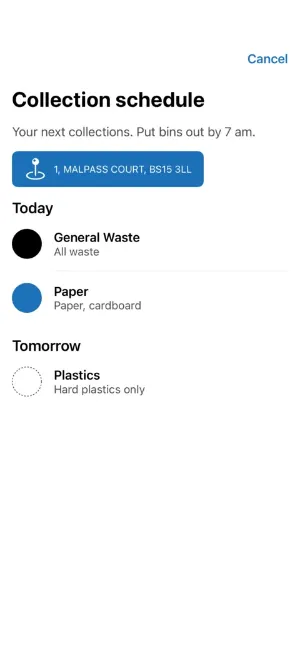 Cancel
Collection schedule
Your next collections. Put bins out by 7 am.
1, MALPASS COURT, BS15 3LL
Today
General Waste
All waste
Paper
Paper, cardboard
Tomorrow
Plastics
Hard plastics only